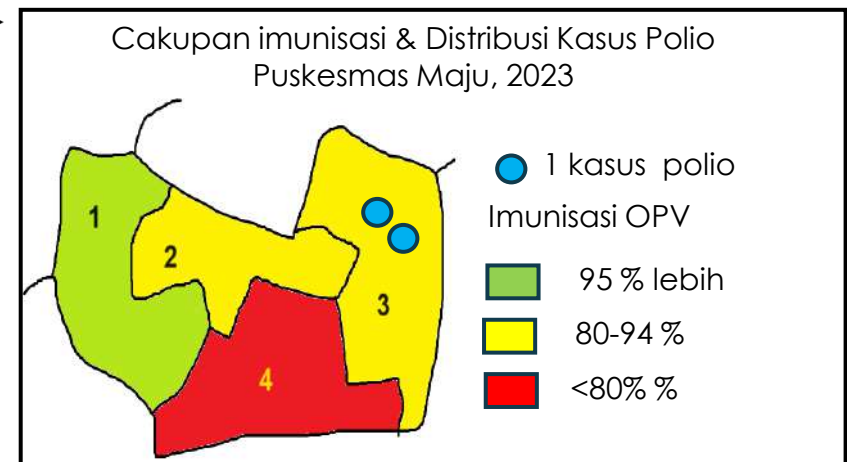 Cakupan imunisasi & Distribusi Kasus Polio
Puskesmas Maju, 2023
1 kasus polio
Imunisasi OPV
95 % lebih
80-94 %
<80% %
1
2
3
4